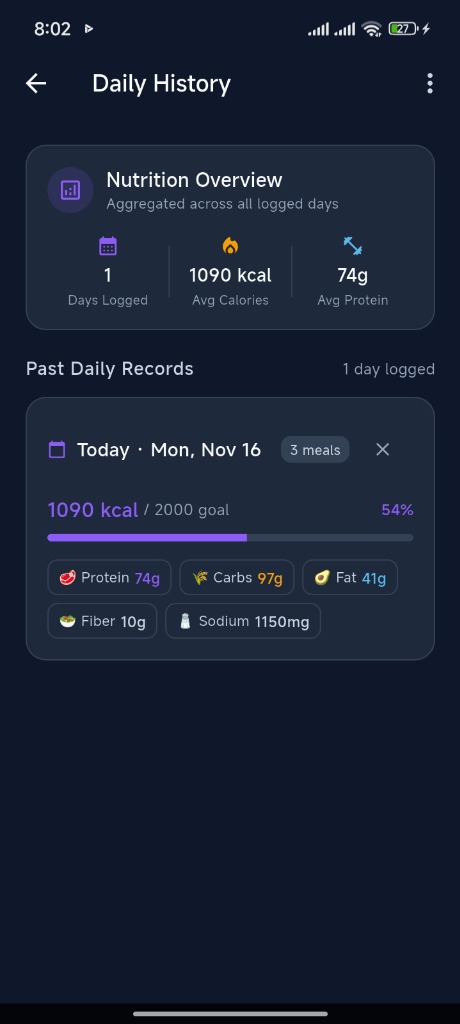 8:02 27
Daily History
Nutrition Overview
Aggregated across all logged days
1 1090 kcal 74g
Days Logged Avg Calories Avg Protein
Past Daily Records 1 day logged
Today · Mon, Nov 16 3 meals
1090 kcal / 2000 goal 54%
Protein 74g Carbs 97g Fat 41g
Fiber 10g Sodium 1150mg